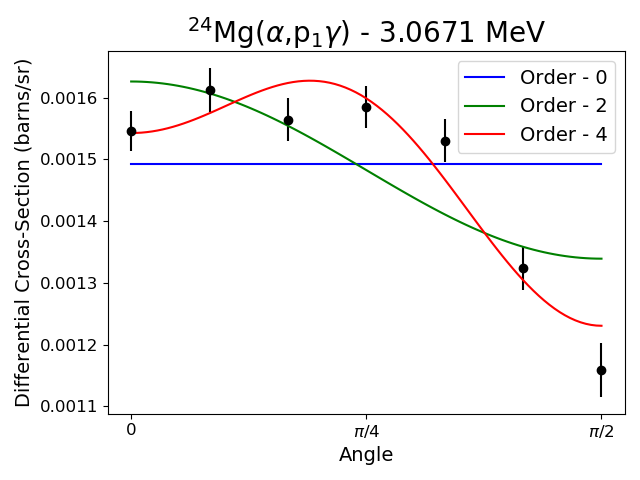 ²⁴Mg(α,p₁γ) - 3.0671 MeV
Differential Cross-Section (barns/sr)
0.0016
0.0015
0.0014
0.0013
0.0012
0.0011
Order - 0
Order - 2
Order - 4
0
π/4
π/2
Angle